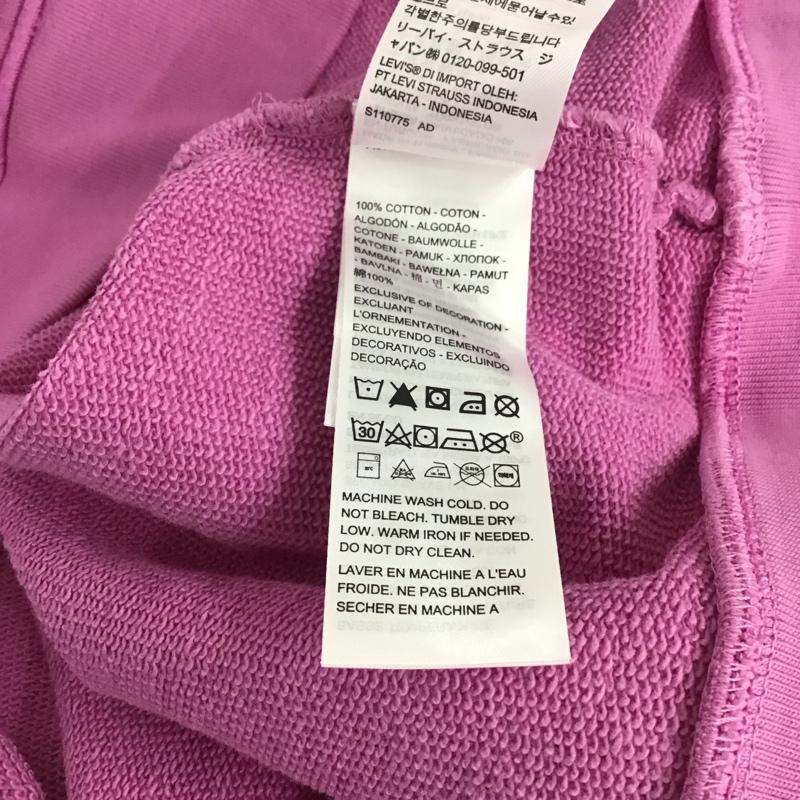 각별한주의를당부드립니다
リーバイ・ストラウス ジ
ャパン㈱ 0120-099-501
LEVI'S® DI IMPORT OLEH:
PT LEVI STRAUSS INDONESIA
JAKARTA - INDONESIA
S110775 AD
100% COTTON - COTON -
ALGODÓN - ALGODÃO -
COTONE - BAUMWOLLE -
KATOEN - PAMUK - ХЛОПОК -
BAMBAKI - BAWEŁNA - PAMUT
- BAVLNA - 棉 - 면 - KAPAS
綿100%
EXCLUSIVE OF DECORATION -
EXCLUANT
L'ORNEMENTATION -
EXCLUYENDO ELEMENTOS
DECORATIVOS - EXCLUINDO
DECORAÇÃO
30
®
MACHINE WASH COLD. DO
NOT BLEACH. TUMBLE DRY
LOW. WARM IRON IF NEEDED.
DO NOT DRY CLEAN.
LAVER EN MACHINE A L'EAU
FROIDE. NE PAS BLANCHIR.
SECHER EN MACHINE A